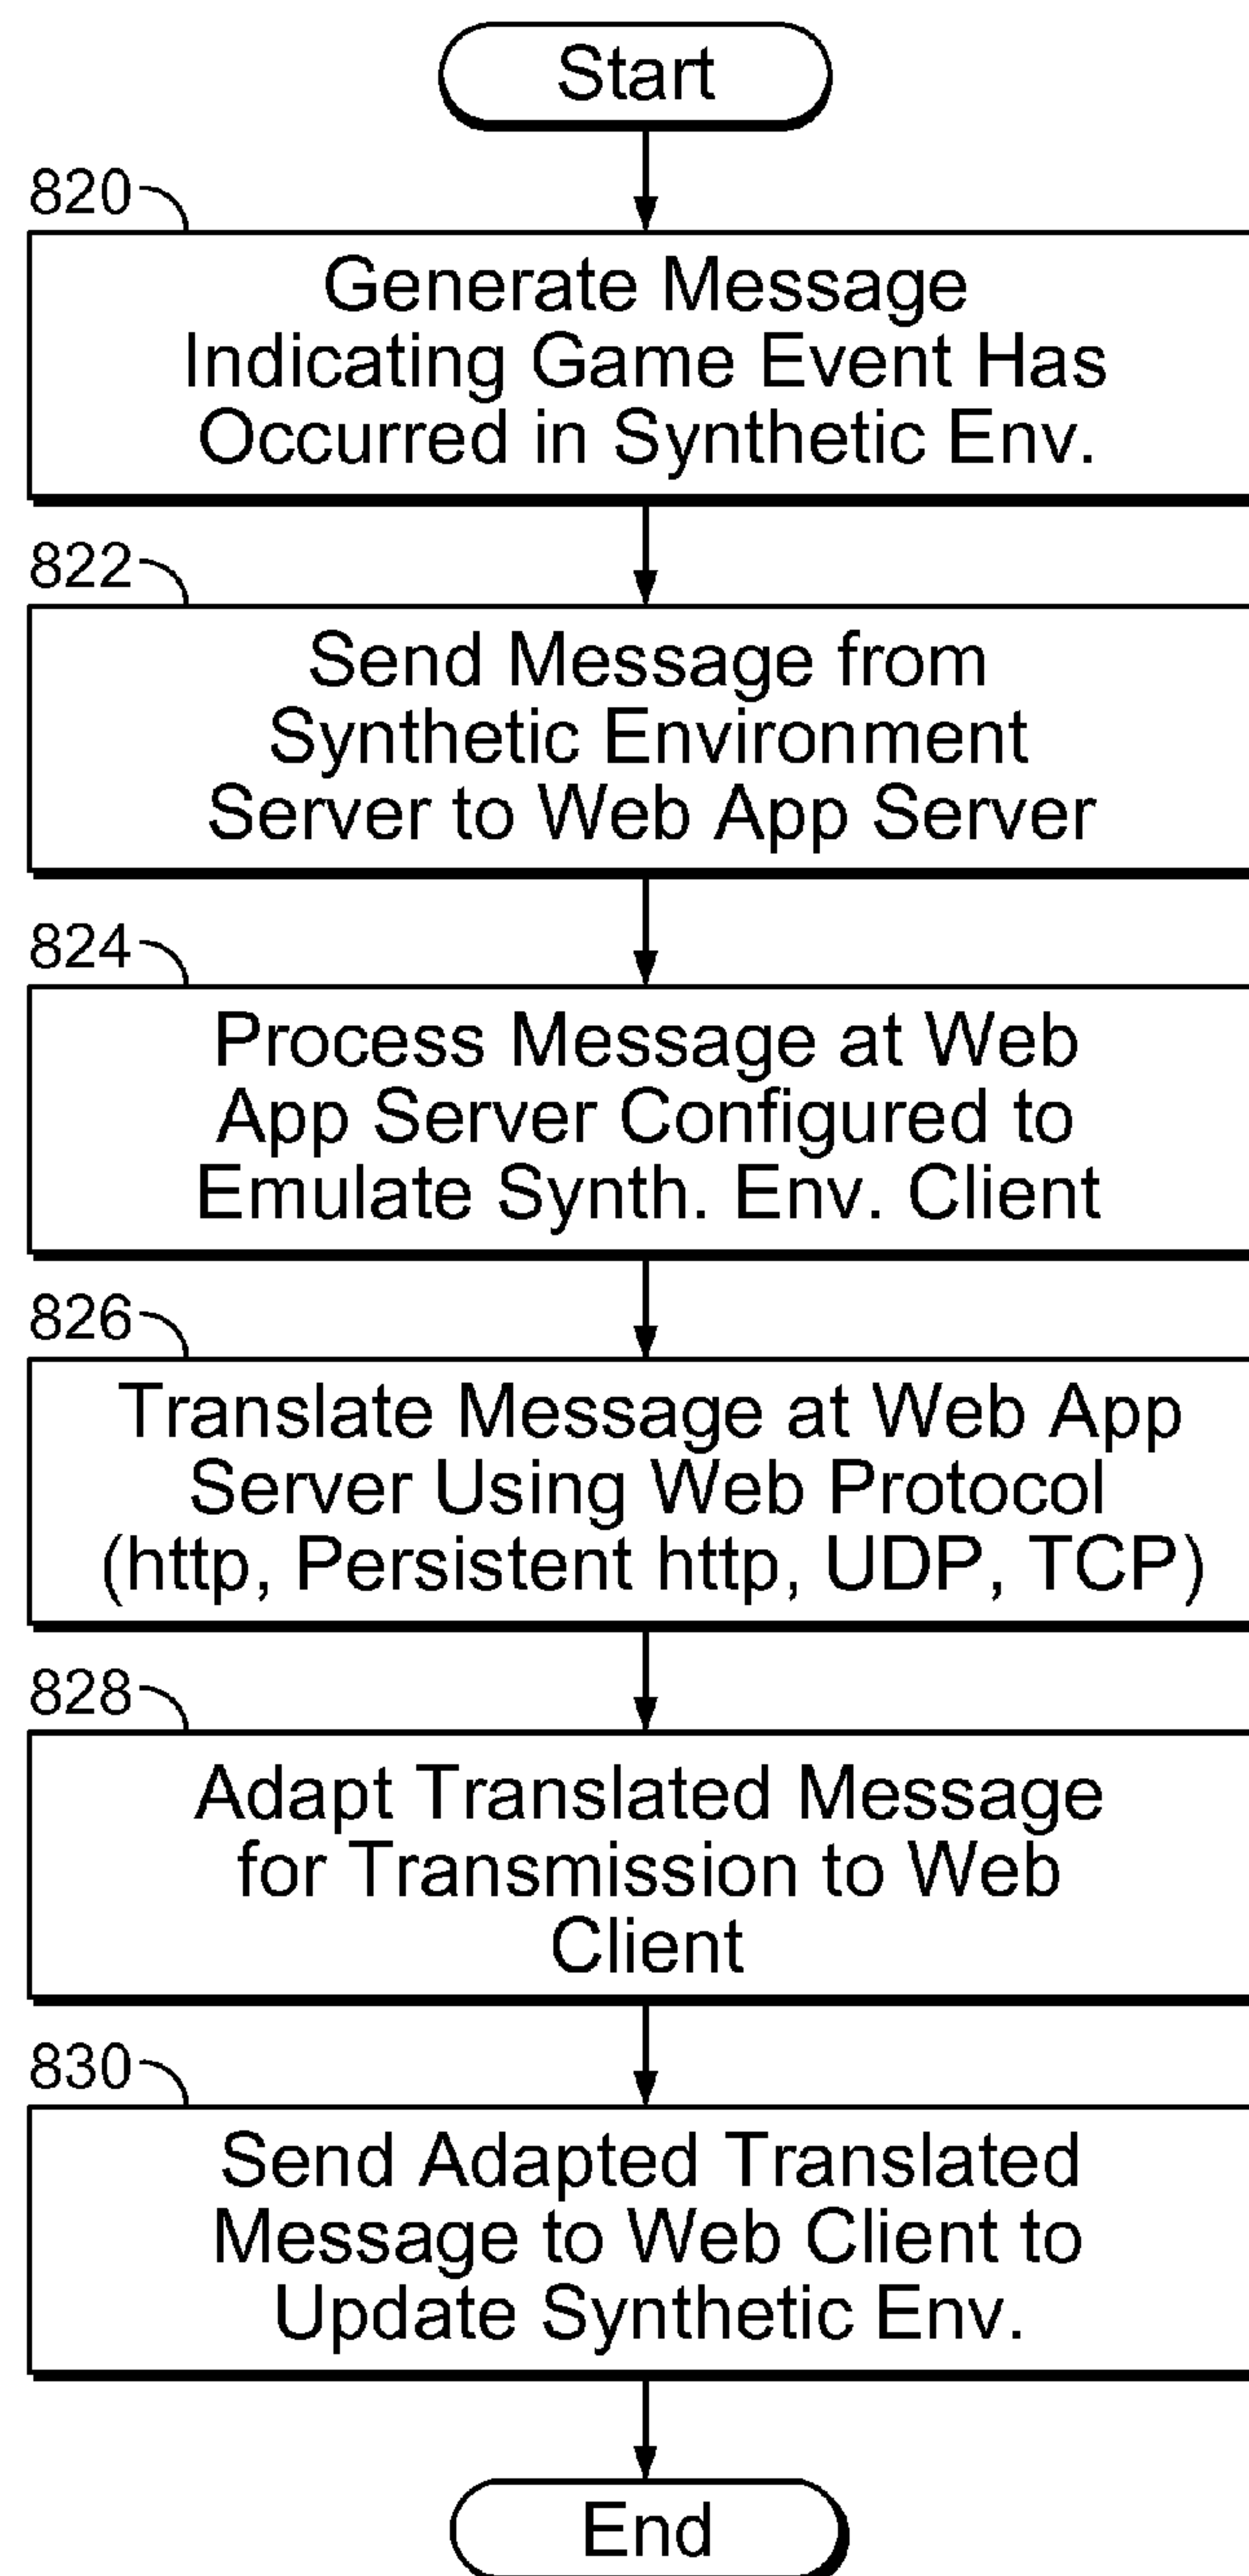 Start
820
Generate Message
Indicating Game Event Has
Occurred in Synthetic Env.
822
Send Message from
Synthetic Environment
Server to Web App Server
824
Process Message at Web
App Server Configured to
Emulate Synth. Env. Client
826
Translate Message at Web App
Server Using Web Protocol
(http, Persistent http, UDP, TCP)
828
Adapt Translated Message
for Transmission to Web
Client
830
Send Adapted Translated
Message to Web Client to
Update Synthetic Env.
End